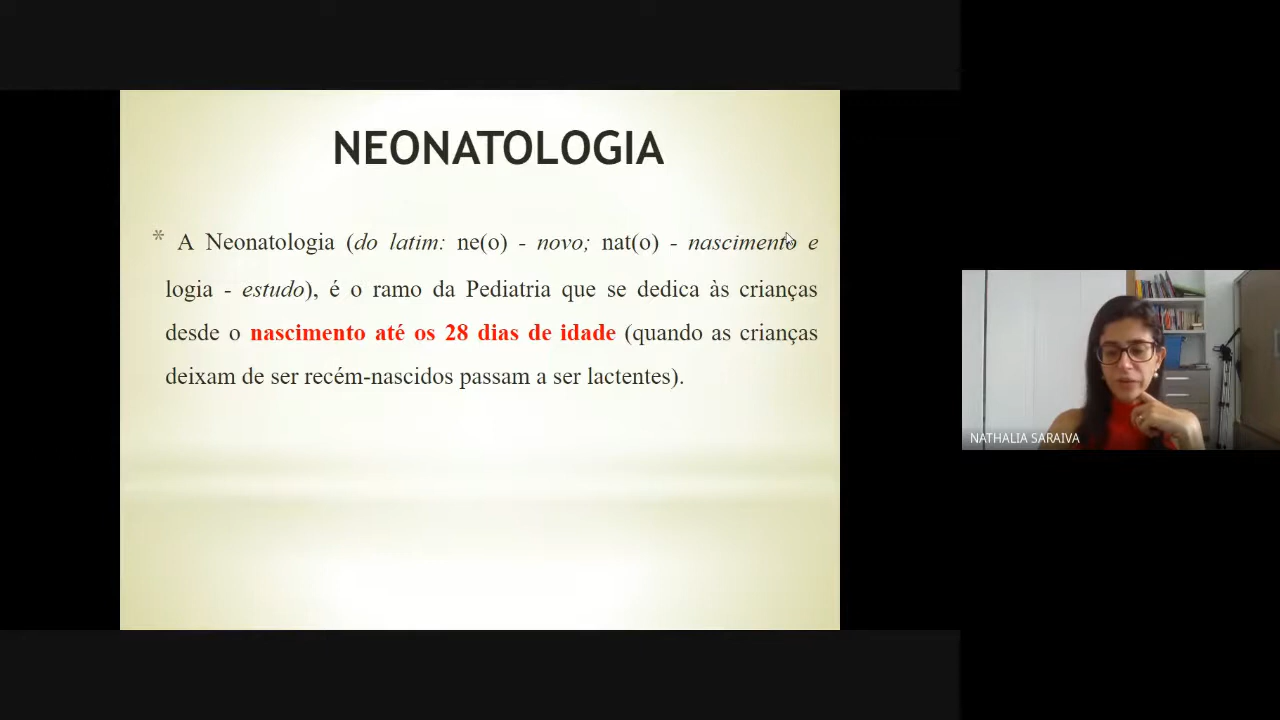 NEONATOLOGIA
* A Neonatologia (do latim: ne(o) - novo; nat(o) - nascimento e
logia - estudo), é o ramo da Pediatria que se dedica às crianças
desde o nascimento até os 28 dias de idade (quando as crianças
deixam de ser recém-nascidos passam a ser lactentes).
NATHALIA SARAIVA